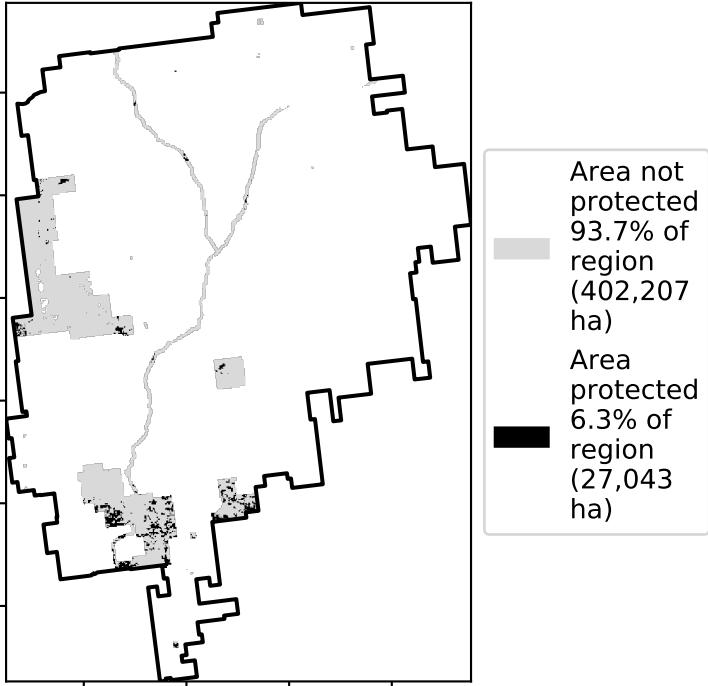 Area not
protected
93.7% of
region
(402,207
ha)
Area
protected
6.3% of
region
(27,043
ha)